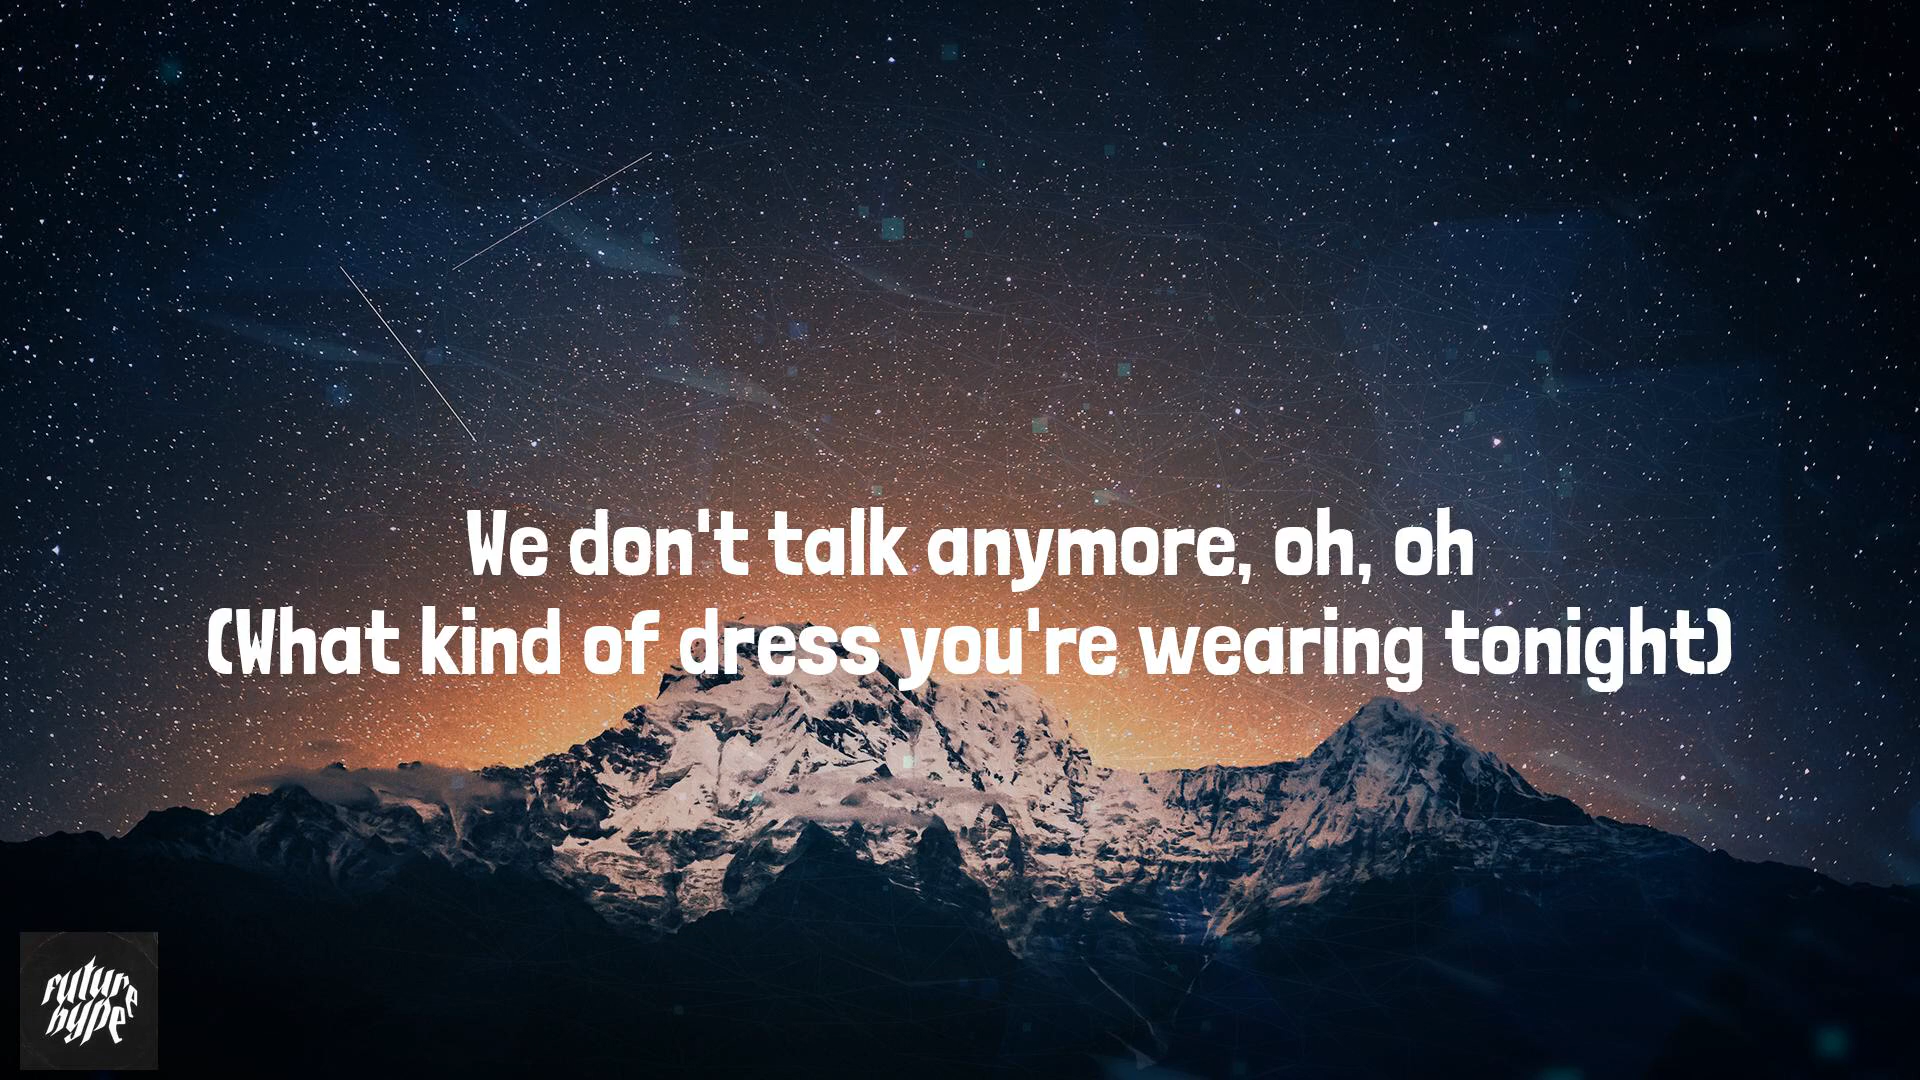 We don't talk anymore, oh, oh
(What kind of dress you're wearing tonight)
future
hype